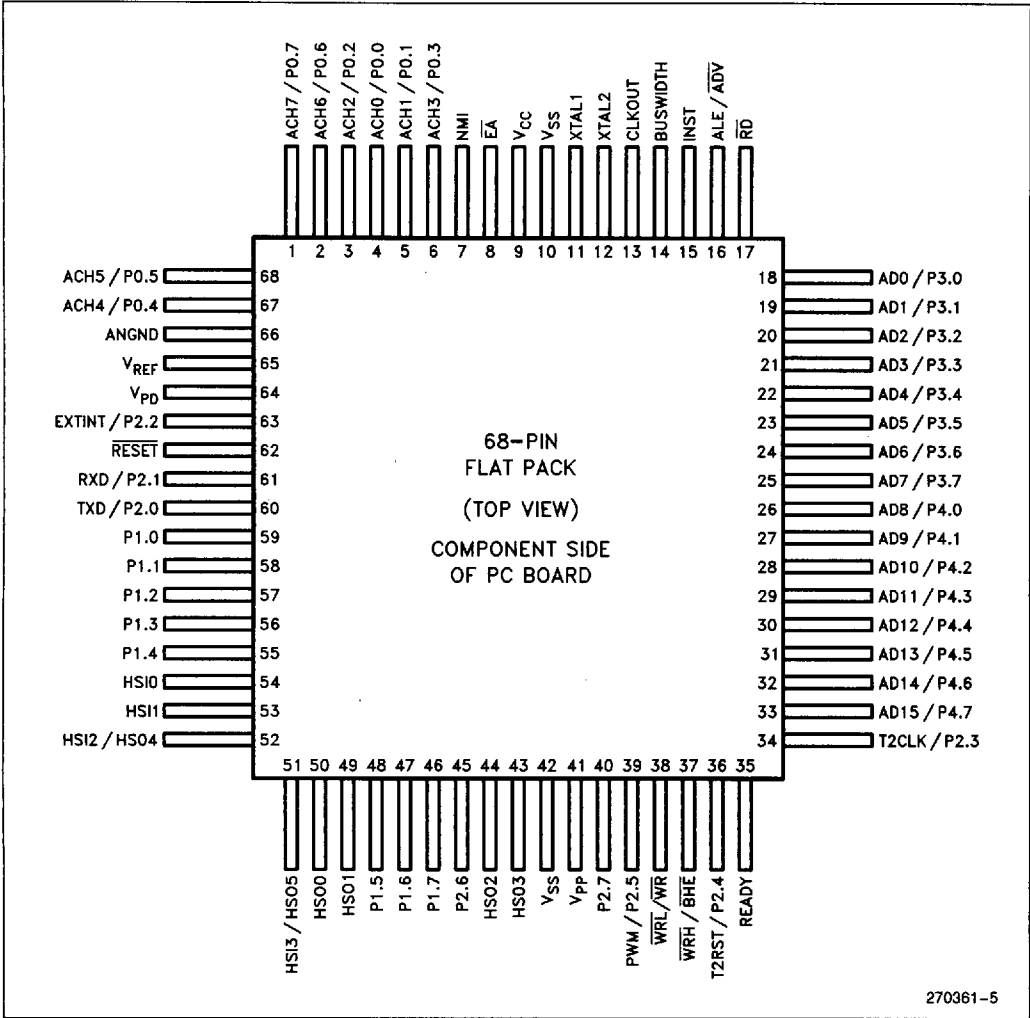 ACH7 / P0.7
ACH6 / P0.6
ACH2 / P0.2
ACH0 / P0.0
ACH1 / P0.1
ACH3 / P0.3
NMI
E̅A̅
VCC
VSS
XTAL1
XTAL2
CLKOUT
BUSWIDTH
INST
ALE / A̅D̅V̅
R̅D̅
1 2 3 4 5 6 7 8 9 10 11 12 13 14 15 16 17
ACH5 / P0.5 68
ACH4 / P0.4 67
ANGND 66
VREF 65
VPD 64
EXTINT / P2.2 63
R̅E̅S̅E̅T̅ 62
RXD / P2.1 61
TXD / P2.0 60
P1.0 59
P1.1 58
P1.2 57
P1.3 56
P1.4 55
HSI0 54
HSI1 53
HSI2 / HSO4 52
68-PIN
FLAT PACK
(TOP VIEW)
COMPONENT SIDE
OF PC BOARD
18 AD0 / P3.0
19 AD1 / P3.1
20 AD2 / P3.2
21 AD3 / P3.3
22 AD4 / P3.4
23 AD5 / P3.5
24 AD6 / P3.6
25 AD7 / P3.7
26 AD8 / P4.0
27 AD9 / P4.1
28 AD10 / P4.2
29 AD11 / P4.3
30 AD12 / P4.4
31 AD13 / P4.5
32 AD14 / P4.6
33 AD15 / P4.7
34 T2CLK / P2.3
51 50 49 48 47 46 45 44 43 42 41 40 39 38 37 36 35
HSI3 / HSO5
HSO0
HSO1
P1.5
P1.6
P1.7
P2.6
HSO2
HSO3
VSS
VPP
P2.7
PWM / P2.5
W̅R̅L̅ / W̅R̅
W̅R̅H̅ / B̅H̅E̅
T2RST / P2.4
READY
270361-5